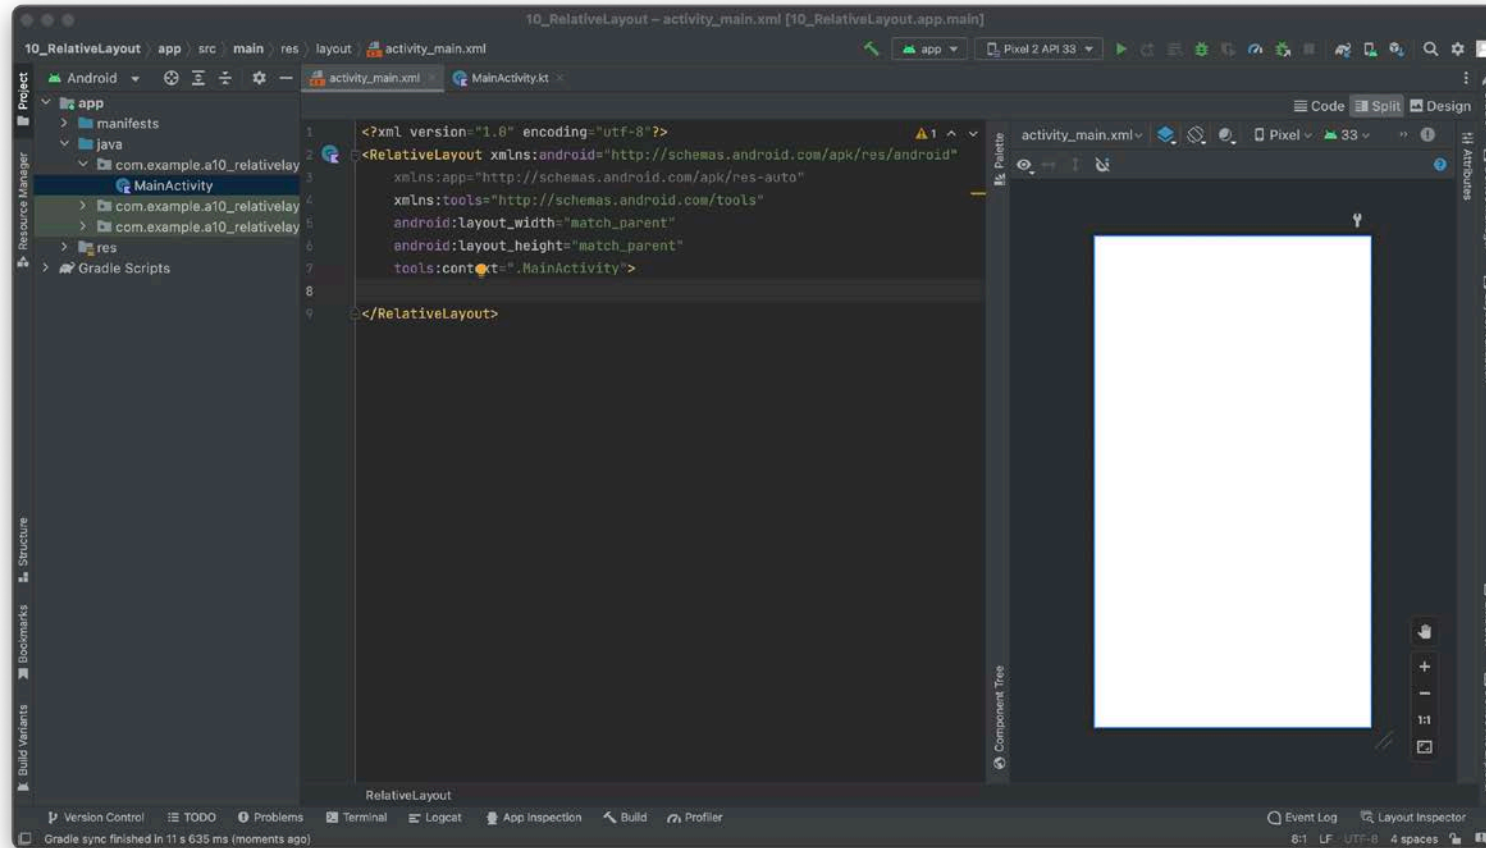 10_RelativeLayout – activity_main.xml [10_RelativeLayout.app.main]
10_RelativeLayout app src main res layout activity_main.xml
app Pixel 2 API 33
Project
Android
activity_main.xml MainActivity.kt
app
manifests
java
com.example.a10_relativelay
MainActivity
com.example.a10_relativelay
com.example.a10_relativelay
res
Gradle Scripts
Resource Manager
Structure
Bookmarks
Build Variants
Code Split Design
1 <?xml version="1.0" encoding="utf-8"?>
2 <RelativeLayout xmlns:android="http://schemas.android.com/apk/res/android"
3 xmlns:app="http://schemas.android.com/apk/res-auto"
4 xmlns:tools="http://schemas.android.com/tools"
5 android:layout_width="match_parent"
6 android:layout_height="match_parent"
7 tools:context=".MainActivity">
8
9 </RelativeLayout>
1
Palette
activity_main.xml Pixel 33 »
Attributes
Component Tree
1:1
RelativeLayout
Version Control TODO Problems Terminal Logcat App Inspection Build Profiler Event Log Layout Inspector
Gradle sync finished in 11 s 635 ms (moments ago) 8:1 LF UTF-8 4 spaces